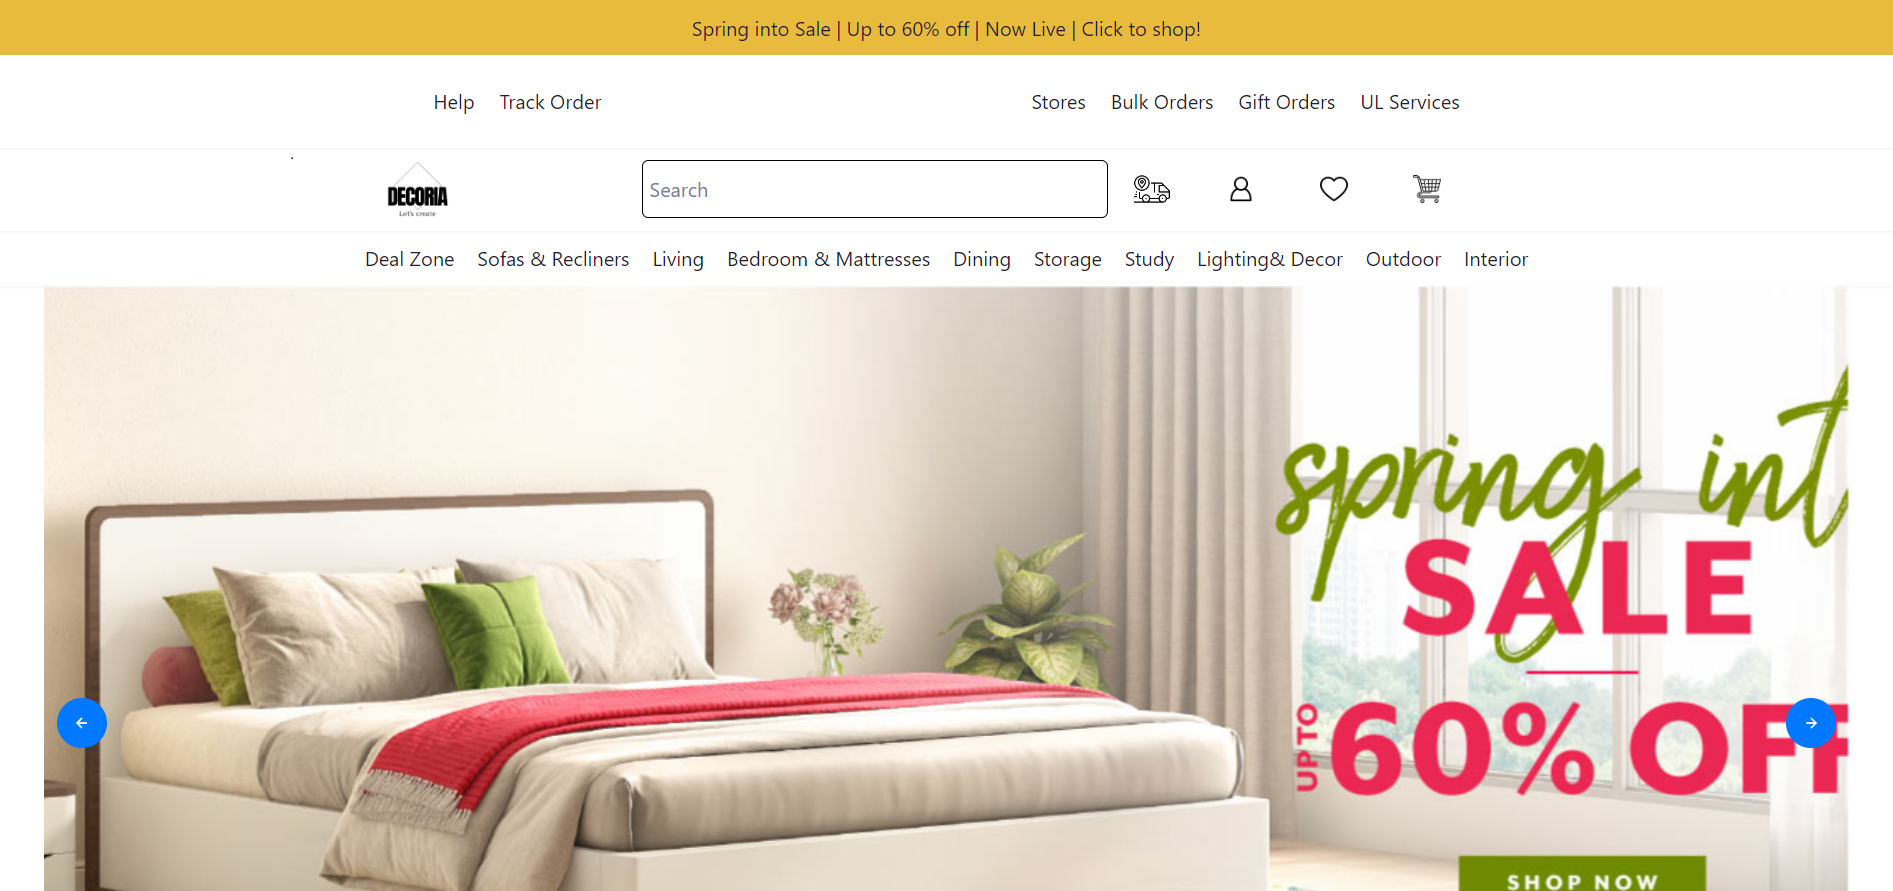 Spring into Sale | Up to 60% off | Now Live | Click to shop!
Help Track Order Stores Bulk Orders Gift Orders UL Services
DECORIA
Let's create
Search
Deal Zone Sofas & Recliners Living Bedroom & Mattresses Dining Storage Study Lighting& Decor Outdoor Interior
spring int
SALE
UP TO 60% OFF
SHOP NOW